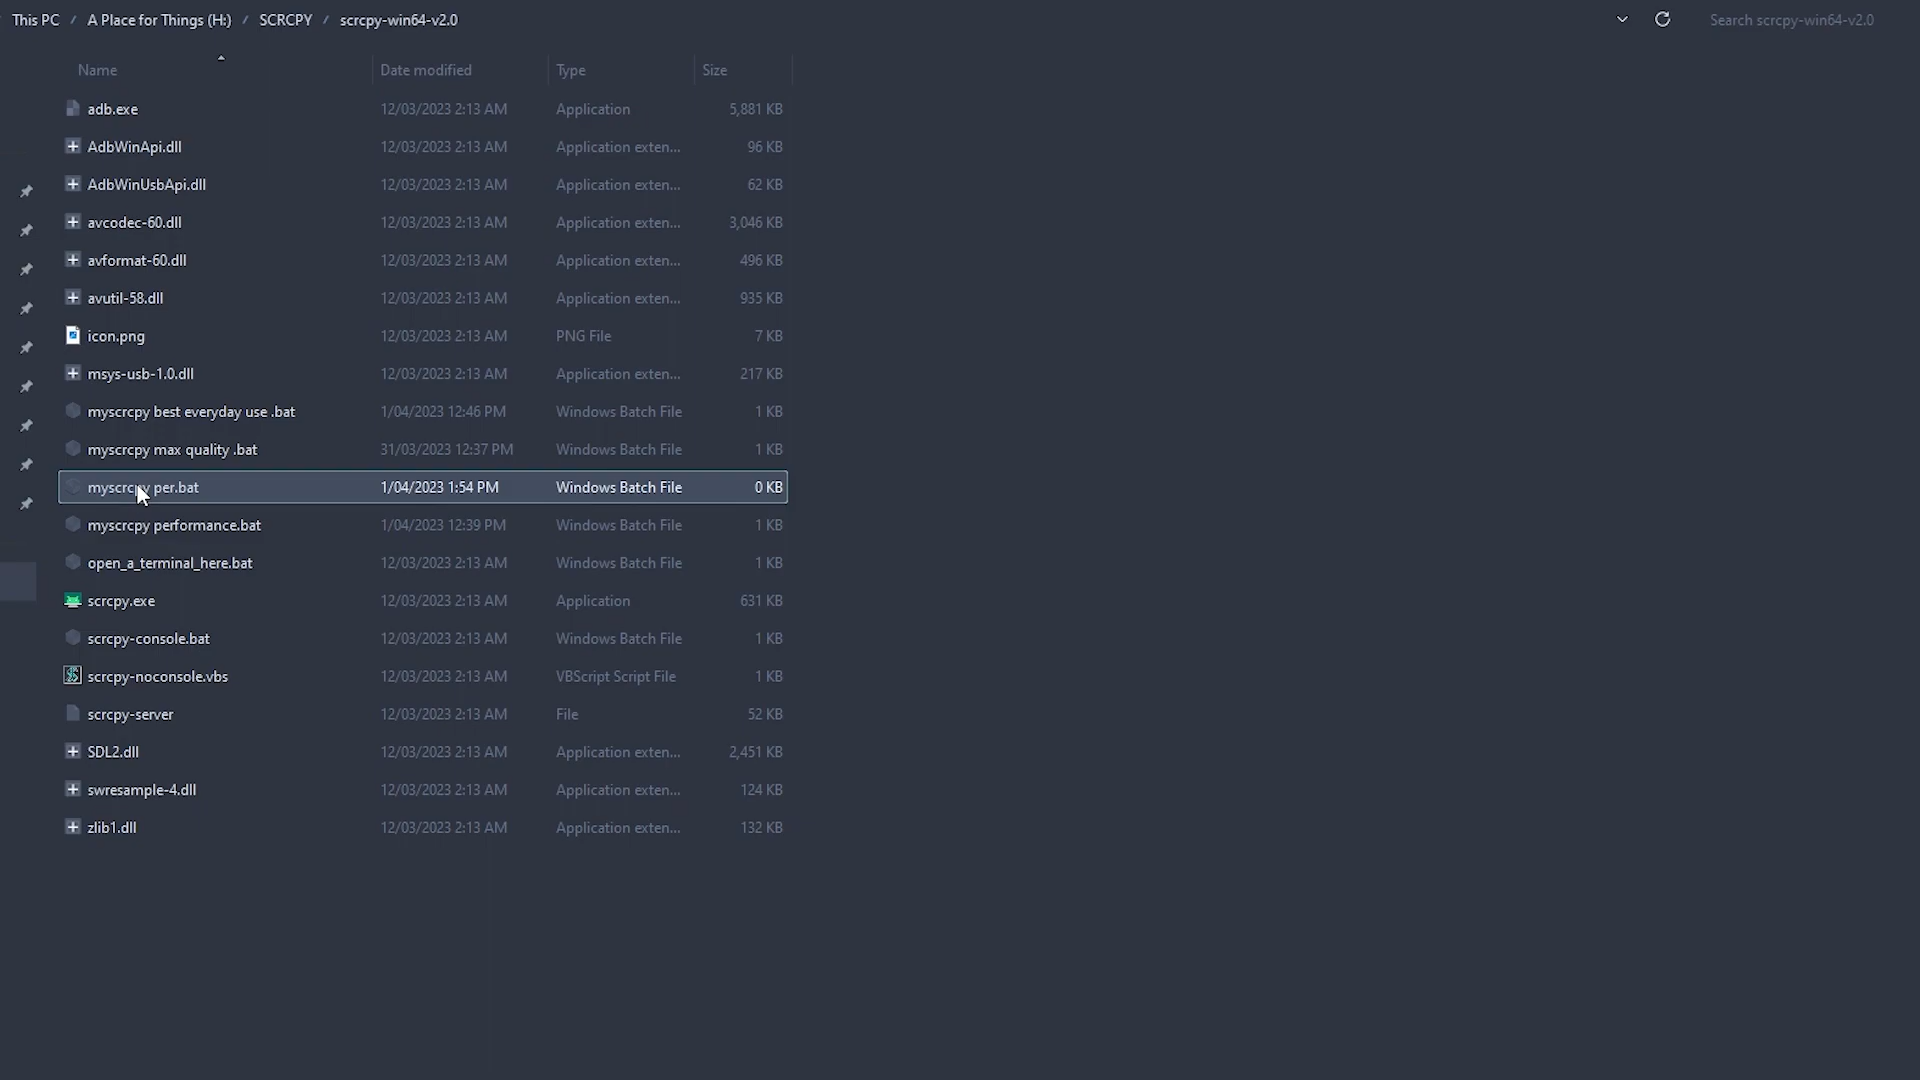 This PC / A Place for Things (H:) / SCRCPY / scrcpy-win64-v2.0 Search scrcpy-win64-v2.0
Name Date modified Type Size
adb.exe 12/03/2023 2:13 AM Application 5,881 KB
AdbWinApi.dll 12/03/2023 2:13 AM Application exten... 96 KB
AdbWinUsbApi.dll 12/03/2023 2:13 AM Application exten... 62 KB
avcodec-60.dll 12/03/2023 2:13 AM Application exten... 3,046 KB
avformat-60.dll 12/03/2023 2:13 AM Application exten... 496 KB
avutil-58.dll 12/03/2023 2:13 AM Application exten... 935 KB
icon.png 12/03/2023 2:13 AM PNG File 7 KB
msys-usb-1.0.dll 12/03/2023 2:13 AM Application exten... 217 KB
myscrcpy best everyday use .bat 1/04/2023 12:46 PM Windows Batch File 1 KB
myscrcpy max quality .bat 31/03/2023 12:37 PM Windows Batch File 1 KB
myscrcpy per.bat 1/04/2023 1:54 PM Windows Batch File 0 KB
myscrcpy performance.bat 1/04/2023 12:39 PM Windows Batch File 1 KB
open_a_terminal_here.bat 12/03/2023 2:13 AM Windows Batch File 1 KB
scrcpy.exe 12/03/2023 2:13 AM Application 631 KB
scrcpy-console.bat 12/03/2023 2:13 AM Windows Batch File 1 KB
scrcpy-noconsole.vbs 12/03/2023 2:13 AM VBScript Script File 1 KB
scrcpy-server 12/03/2023 2:13 AM File 52 KB
SDL2.dll 12/03/2023 2:13 AM Application exten... 2,451 KB
swresample-4.dll 12/03/2023 2:13 AM Application exten... 124 KB
zlib1.dll 12/03/2023 2:13 AM Application exten... 132 KB